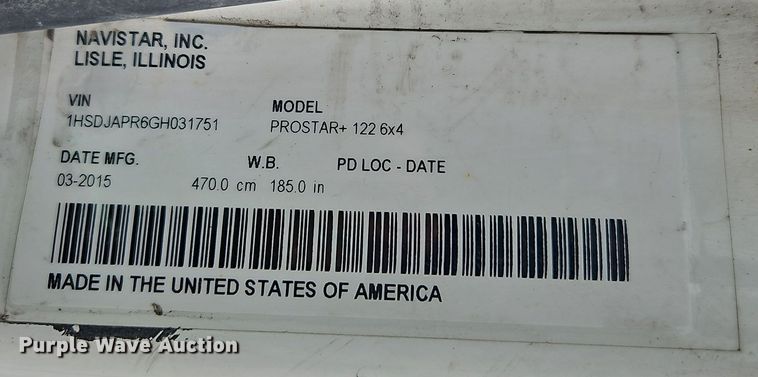 NAVISTAR, INC.
LISLE, ILLINOIS
VIN MODEL
1HSDJAPR6GH031751 PROSTAR+ 122 6x4
DATE MFG. W.B. PD LOC - DATE
03-2015 470.0 cm 185.0 in
MADE IN THE UNITED STATES OF AMERICA
Purple Wave Auction